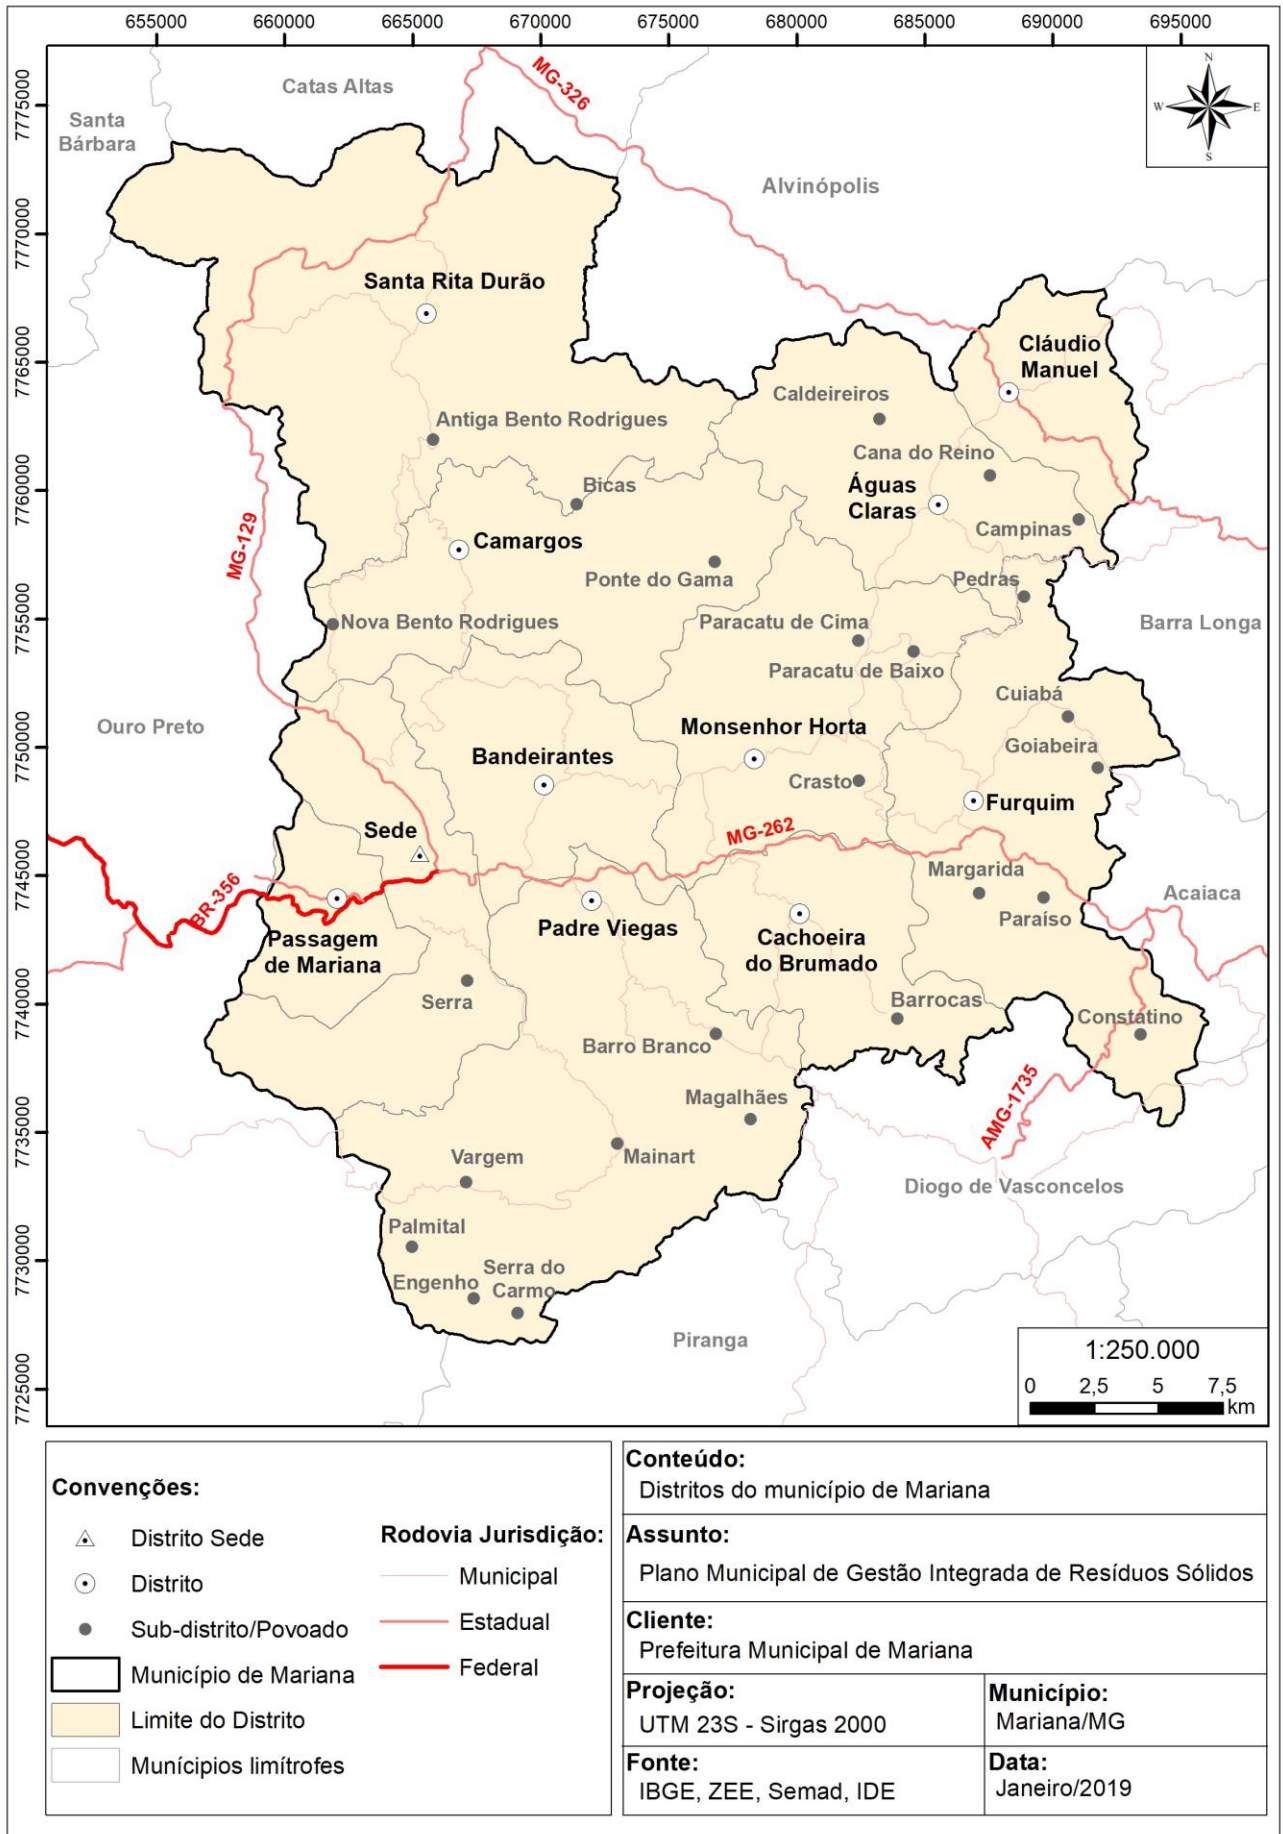 655000 660000 665000 670000 675000 680000 685000 690000 695000
7775000
7770000
7765000
7760000
7755000
7750000
7745000
7740000
7735000
7730000
7725000
N
W E
S
Catas Altas
MG-326
Santa
Bárbara
Alvinópolis
Santa Rita Durão
Cláudio
Manuel
Caldeireiros
Antiga Bento Rodrigues
Cana do Reino
Bicas
Águas
Claras
MG-129
Camargos
Campinas
Ponte do Gama
Pedras
Nova Bento Rodrigues
Paracatu de Cima
Barra Longa
Paracatu de Baixo
Cuiabá
Ouro Preto
Monsenhor Horta
Goiabeira
Bandeirantes
Crasto
Furquim
Sede
MG-262
Margarida
BR-356
Acaiaca
Paraíso
Padre Viegas
Passagem
de Mariana
Cachoeira
do Brumado
Serra
Barrocas
Constatino
Barro Branco
Magalhães
AMG-1735
Vargem
Mainart
Diogo de Vasconcelos
Palmital
Engenho
Serra do
Carmo
Piranga
1:250.000
0 2,5 5 7,5
km
Convenções:
Distrito Sede
Distrito
Sub-distrito/Povoado
Município de Mariana
Limite do Distrito
Munícipios limítrofes
Rodovia Jurisdição:
Municipal
Estadual
Federal
Conteúdo:
Distritos do município de Mariana
Assunto:
Plano Municipal de Gestão Integrada de Resíduos Sólidos
Cliente:
Prefeitura Municipal de Mariana
Projeção:
UTM 23S - Sirgas 2000
Município:
Mariana/MG
Fonte:
IBGE, ZEE, Semad, IDE
Data:
Janeiro/2019